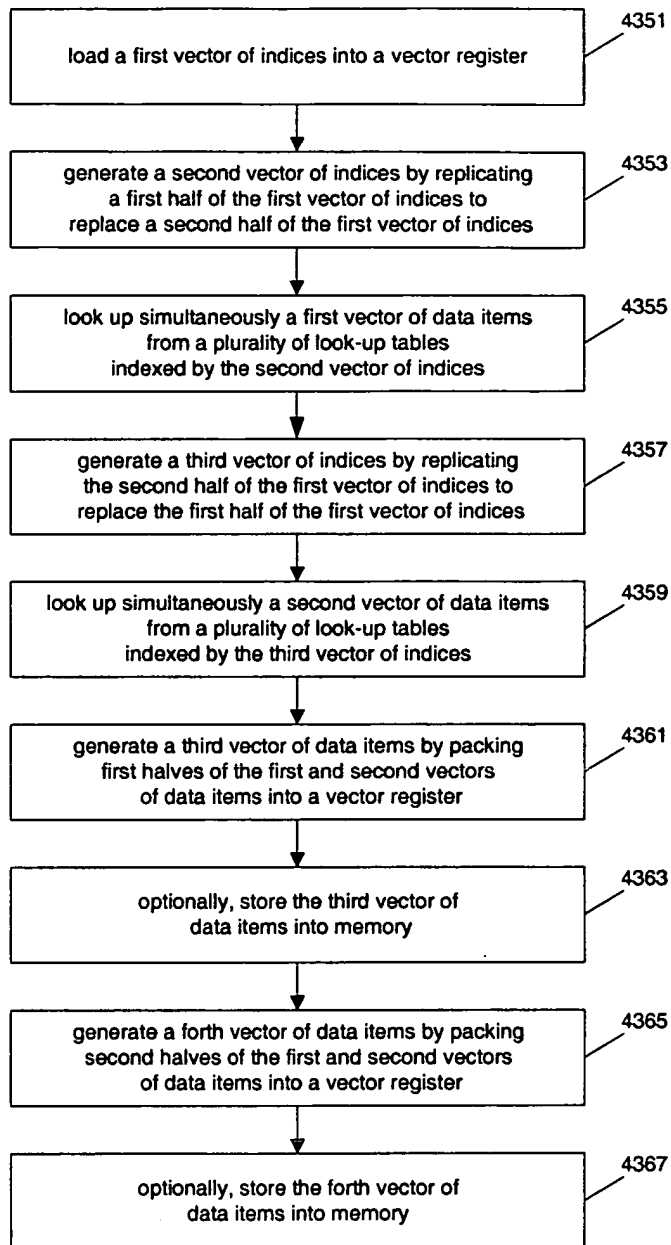 load a first vector of indices into a vector register
4351
generate a second vector of indices by replicating
a first half of the first vector of indices to
replace a second half of the first vector of indices
4353
look up simultaneously a first vector of data items
from a plurality of look-up tables
indexed by the second vector of indices
4355
generate a third vector of indices by replicating
the second half of the first vector of indices to
replace the first half of the first vector of indices
4357
look up simultaneously a second vector of data items
from a plurality of look-up tables
indexed by the third vector of indices
4359
generate a third vector of data items by packing
first halves of the first and second vectors
of data items into a vector register
4361
optionally, store the third vector of
data items into memory
4363
generate a forth vector of data items by packing
second halves of the first and second vectors
of data items into a vector register
4365
optionally, store the forth vector of
data items into memory
4367